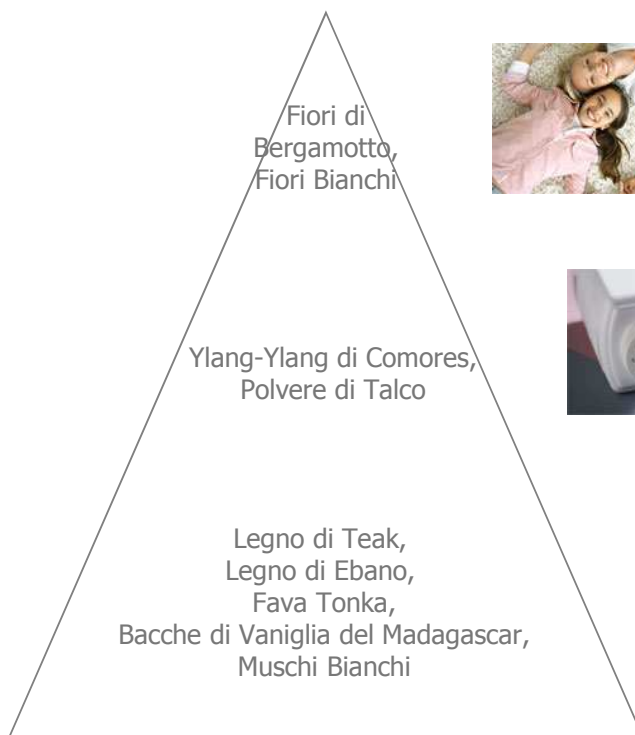 Fiori di
Bergamotto,
Fiori Bianchi
Ylang-Ylang di Comores,
Polvere di Talco
Legno di Teak,
Legno di Ebano,
Fava Tonka,
Bacche di Vaniglia del Madagascar,
Muschi Bianchi